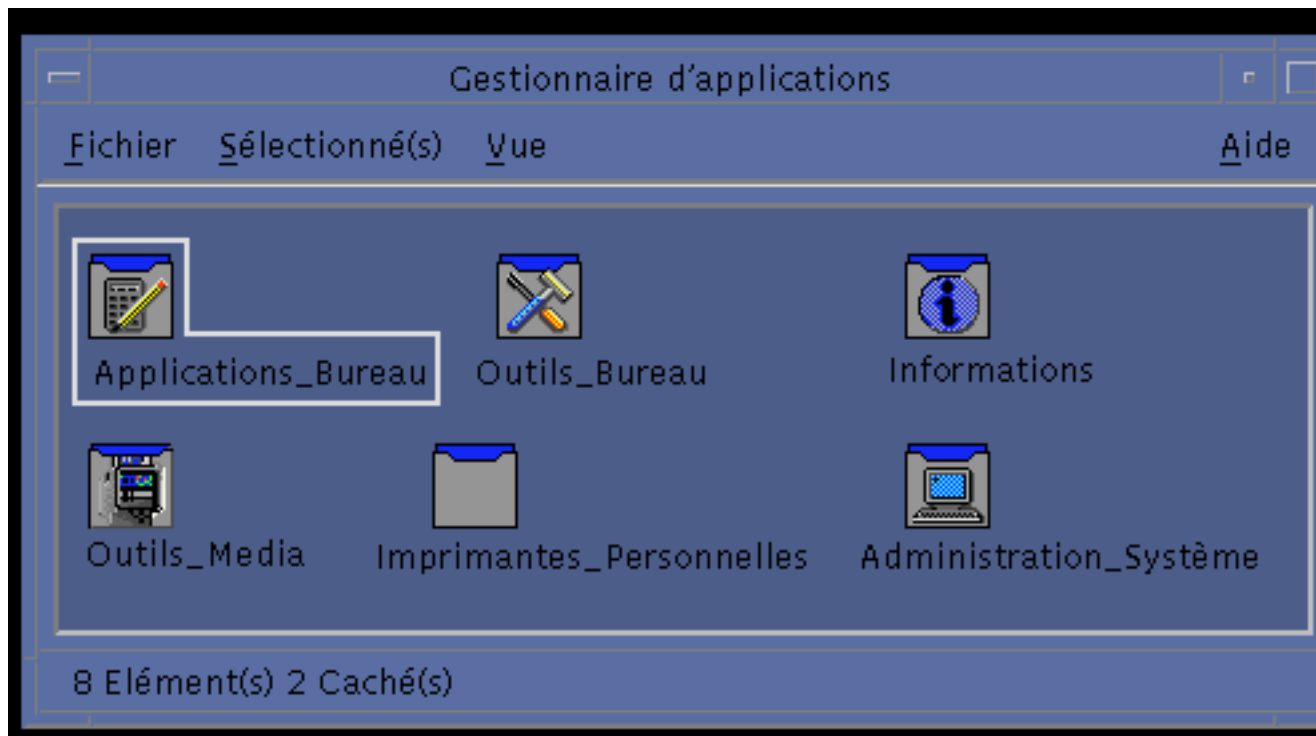 Gestionnaire d'applications
Fichier Sélectionné(s) Vue Aide
Applications_Bureau Outils_Bureau Informations
Outils_Media Imprimantes_Personnelles Administration_Système
8 Elément(s) 2 Caché(s)